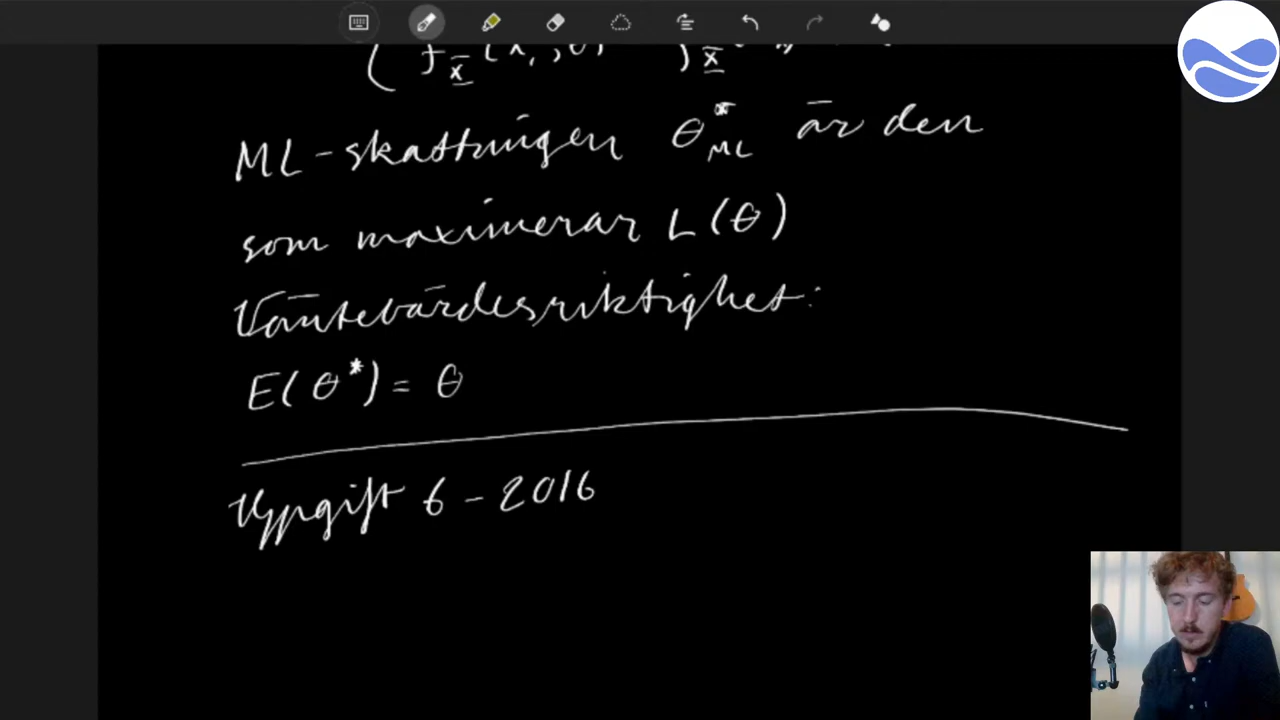 ML-skattningen θ*ML är den
som maximerar L(θ)
Väntevärdesriktighet:
E(θ*) = θ
Uppgift 6 - 2016